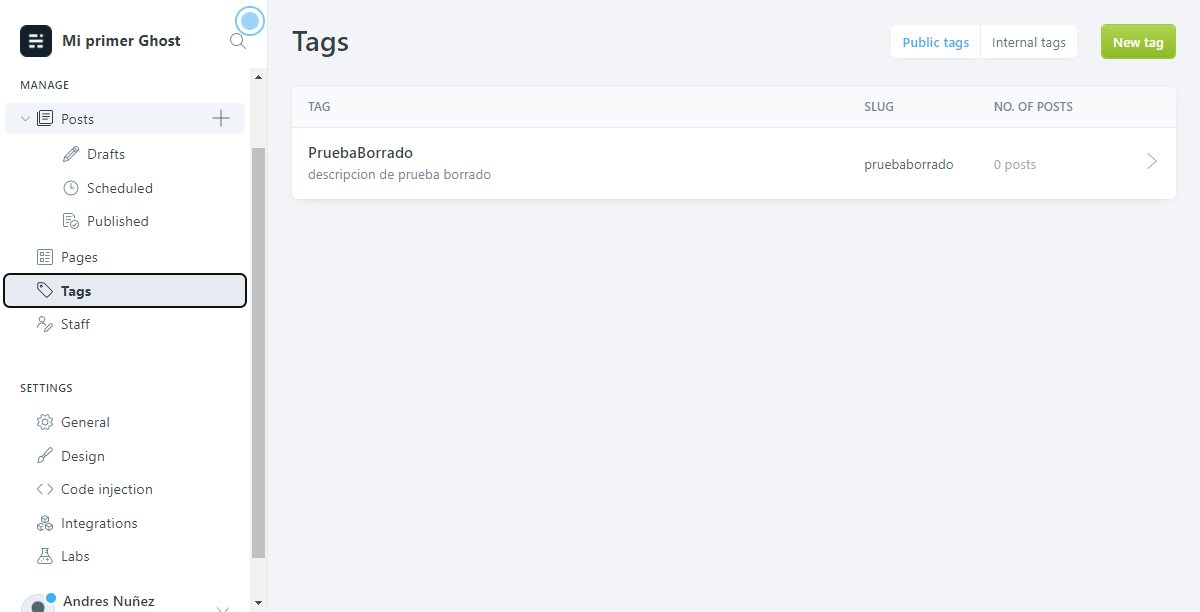 Mi primer Ghost
MANAGE
Posts
Drafts
Scheduled
Published
Pages
Tags
Staff
SETTINGS
General
Design
Code injection
Integrations
Labs
Andres Nuñez
Tags
Public tags
Internal tags
New tag
TAG SLUG NO. OF POSTS
PruebaBorrado
descripcion de prueba borrado
pruebaborrado
0 posts